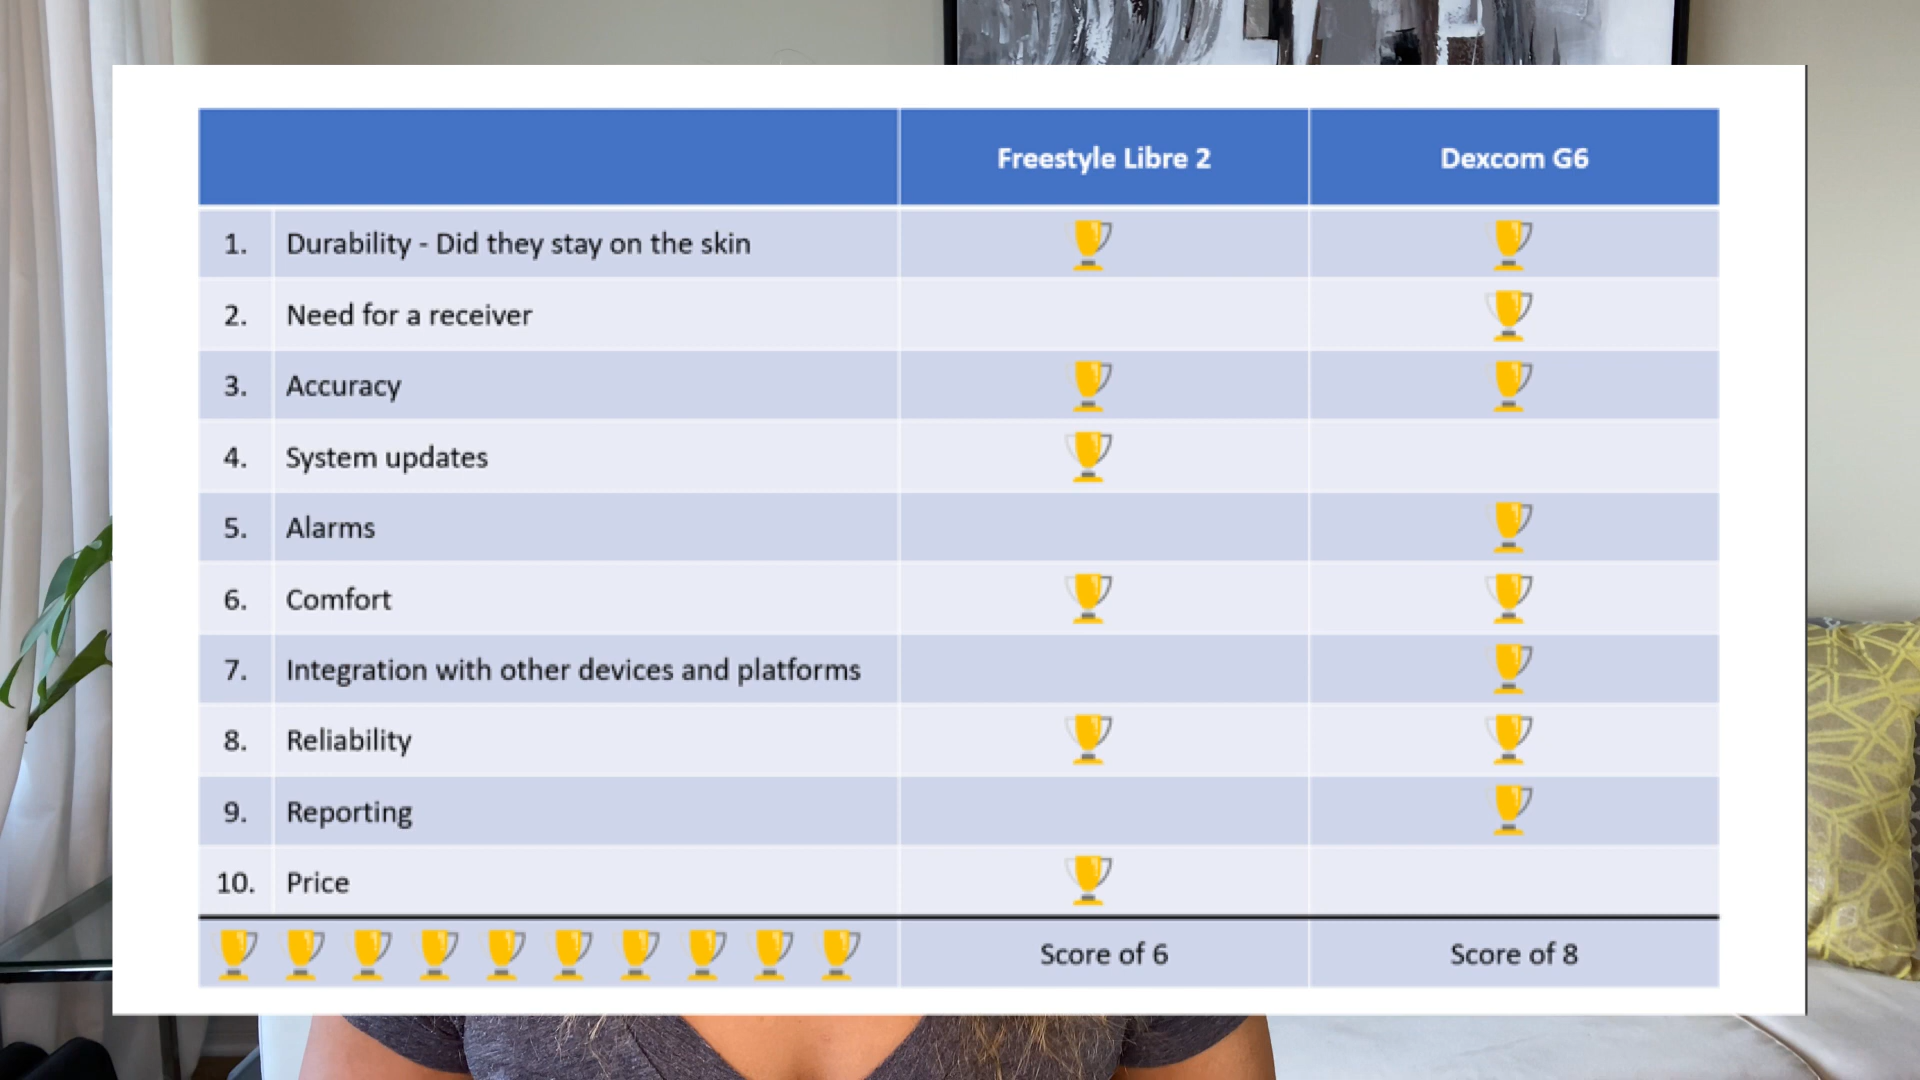 Freestyle Libre 2 Dexcom G6
1. Durability - Did they stay on the skin
2. Need for a receiver
3. Accuracy
4. System updates
5. Alarms
6. Comfort
7. Integration with other devices and platforms
8. Reliability
9. Reporting
10. Price
Score of 6 Score of 8